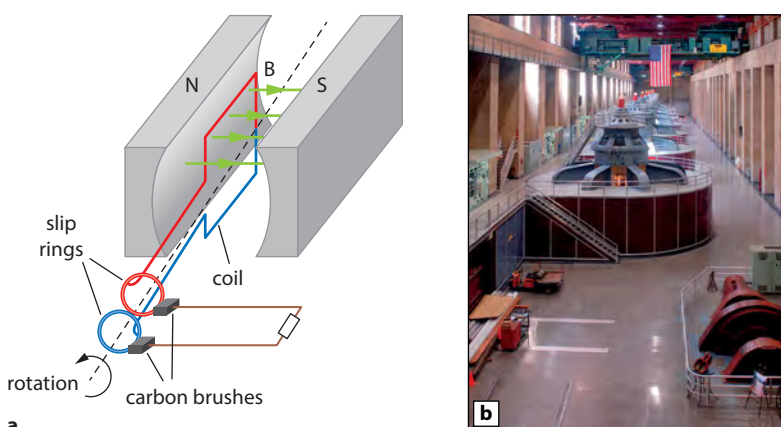 N
B
S
slip
rings
coil
rotation
carbon brushes
a
b